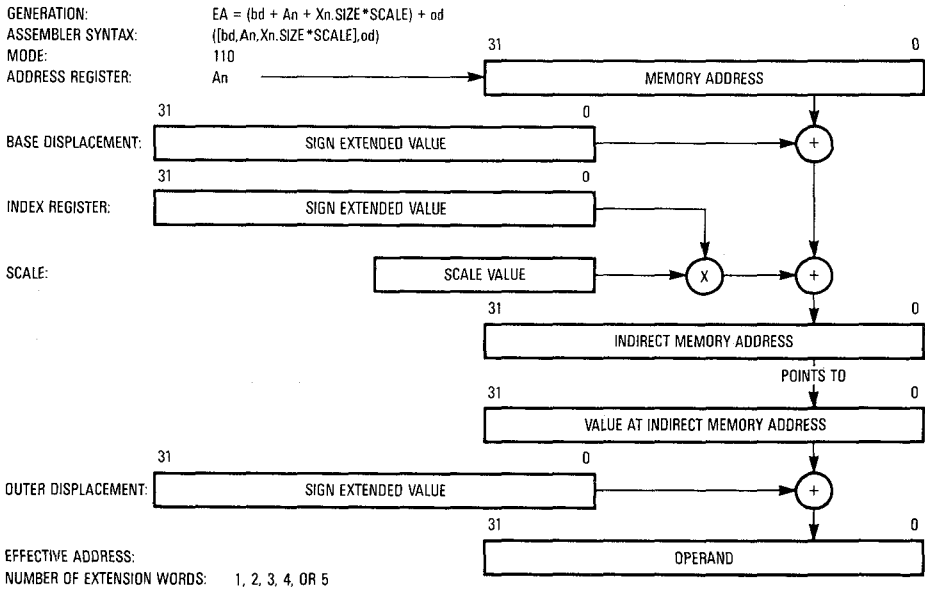 GENERATION: EA = (bd + An + Xn.SIZE*SCALE) + od
ASSEMBLER SYNTAX: ([bd,An,Xn.SIZE*SCALE],od)
MODE: 110
31 0
ADDRESS REGISTER: An MEMORY ADDRESS
31 0
BASE DISPLACEMENT: SIGN EXTENDED VALUE +
31 0
INDEX REGISTER: SIGN EXTENDED VALUE
SCALE: SCALE VALUE X +
31 0
INDIRECT MEMORY ADDRESS
POINTS TO
31 0
VALUE AT INDIRECT MEMORY ADDRESS
31 0
OUTER DISPLACEMENT: SIGN EXTENDED VALUE +
31 0
EFFECTIVE ADDRESS: OPERAND
NUMBER OF EXTENSION WORDS: 1, 2, 3, 4, OR 5